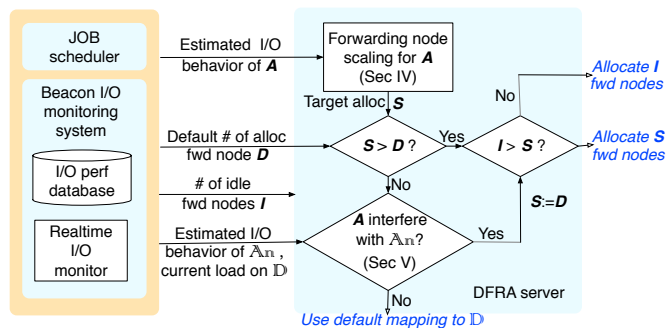 JOB
scheduler
Beacon I/O
monitoring
system
I/O perf
database
Realtime
I/O
monitor
Estimated I/O
behavior of A
Default # of alloc
fwd node D
# of idle
fwd nodes I
Estimated I/O
behavior of 𝔸𝕟 ,
current load on 𝔻
Forwarding node
scaling for A
(Sec IV)
Target alloc S
S > D ?
Yes
I > S ?
No
Allocate I
fwd nodes
Allocate S
fwd nodes
No
S:=D
A interfere
with 𝔸𝕟?
(Sec V)
Yes
No
DFRA server
Use default mapping to 𝔻